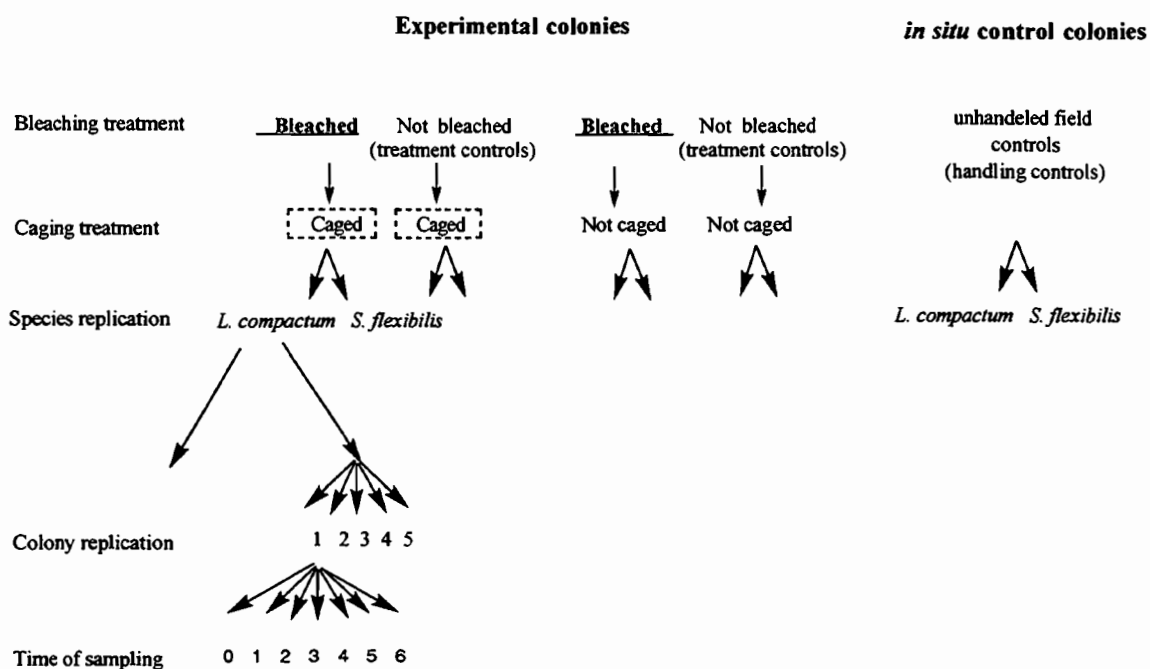 Experimental colonies
in situ control colonies
Bleaching treatment
Bleached
Not bleached
(treatment controls)
Bleached
Not bleached
(treatment controls)
unhandeled field
controls
(handling controls)
Caging treatment
Caged
Caged
Not caged
Not caged
Species replication
L. compactum S. flexibilis
L. compactum S. flexibilis
Colony replication
1 2 3 4 5
Time of sampling
0 1 2 3 4 5 6